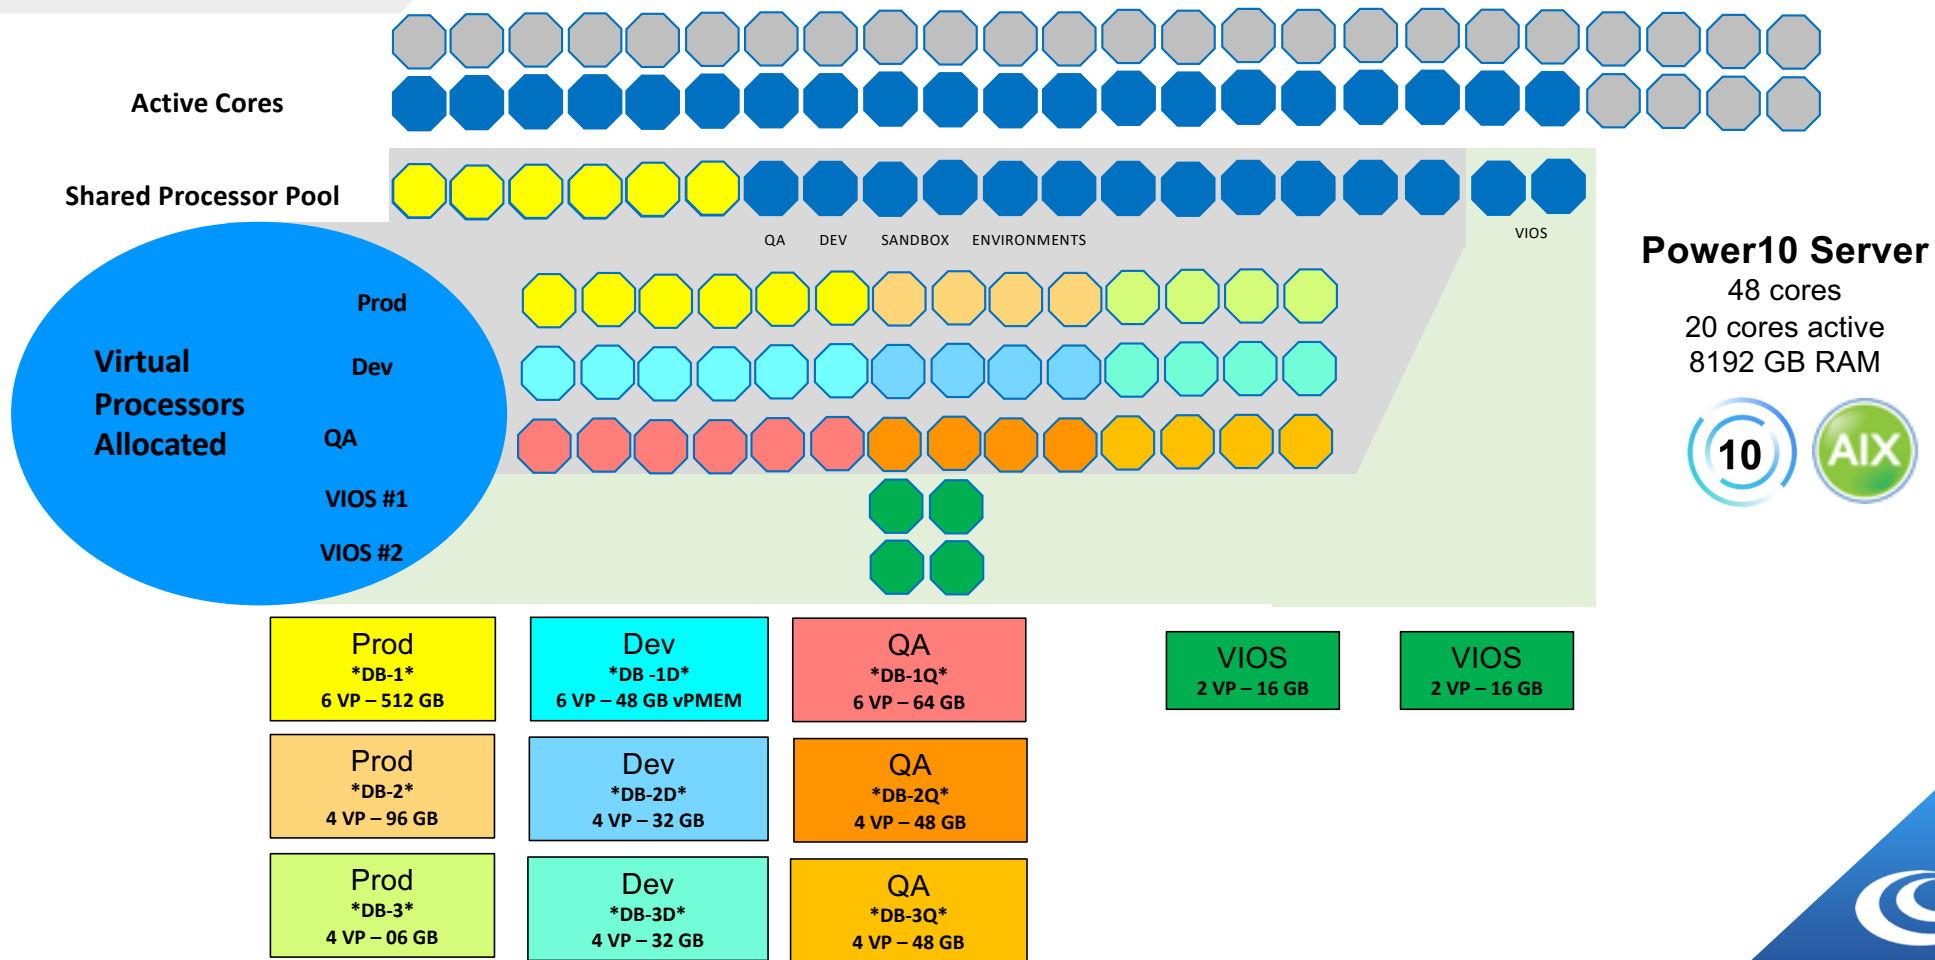 Active Cores
Shared Processor Pool
QA DEV SANDBOX ENVIRONMENTS
VIOS
Power10 Server
48 cores
20 cores active
8192 GB RAM
10
AIX
Virtual
Processors
Allocated
Prod
Dev
QA
VIOS #1
VIOS #2
Prod
*DB-1*
6 VP – 512 GB
Dev
*DB -1D*
6 VP – 48 GB vPMEM
QA
*DB-1Q*
6 VP – 64 GB
VIOS
2 VP – 16 GB
VIOS
2 VP – 16 GB
Prod
*DB-2*
4 VP – 96 GB
Dev
*DB-2D*
4 VP – 32 GB
QA
*DB-2Q*
4 VP – 48 GB
Prod
*DB-3*
4 VP – 06 GB
Dev
*DB-3D*
4 VP – 32 GB
QA
*DB-3Q*
4 VP – 48 GB